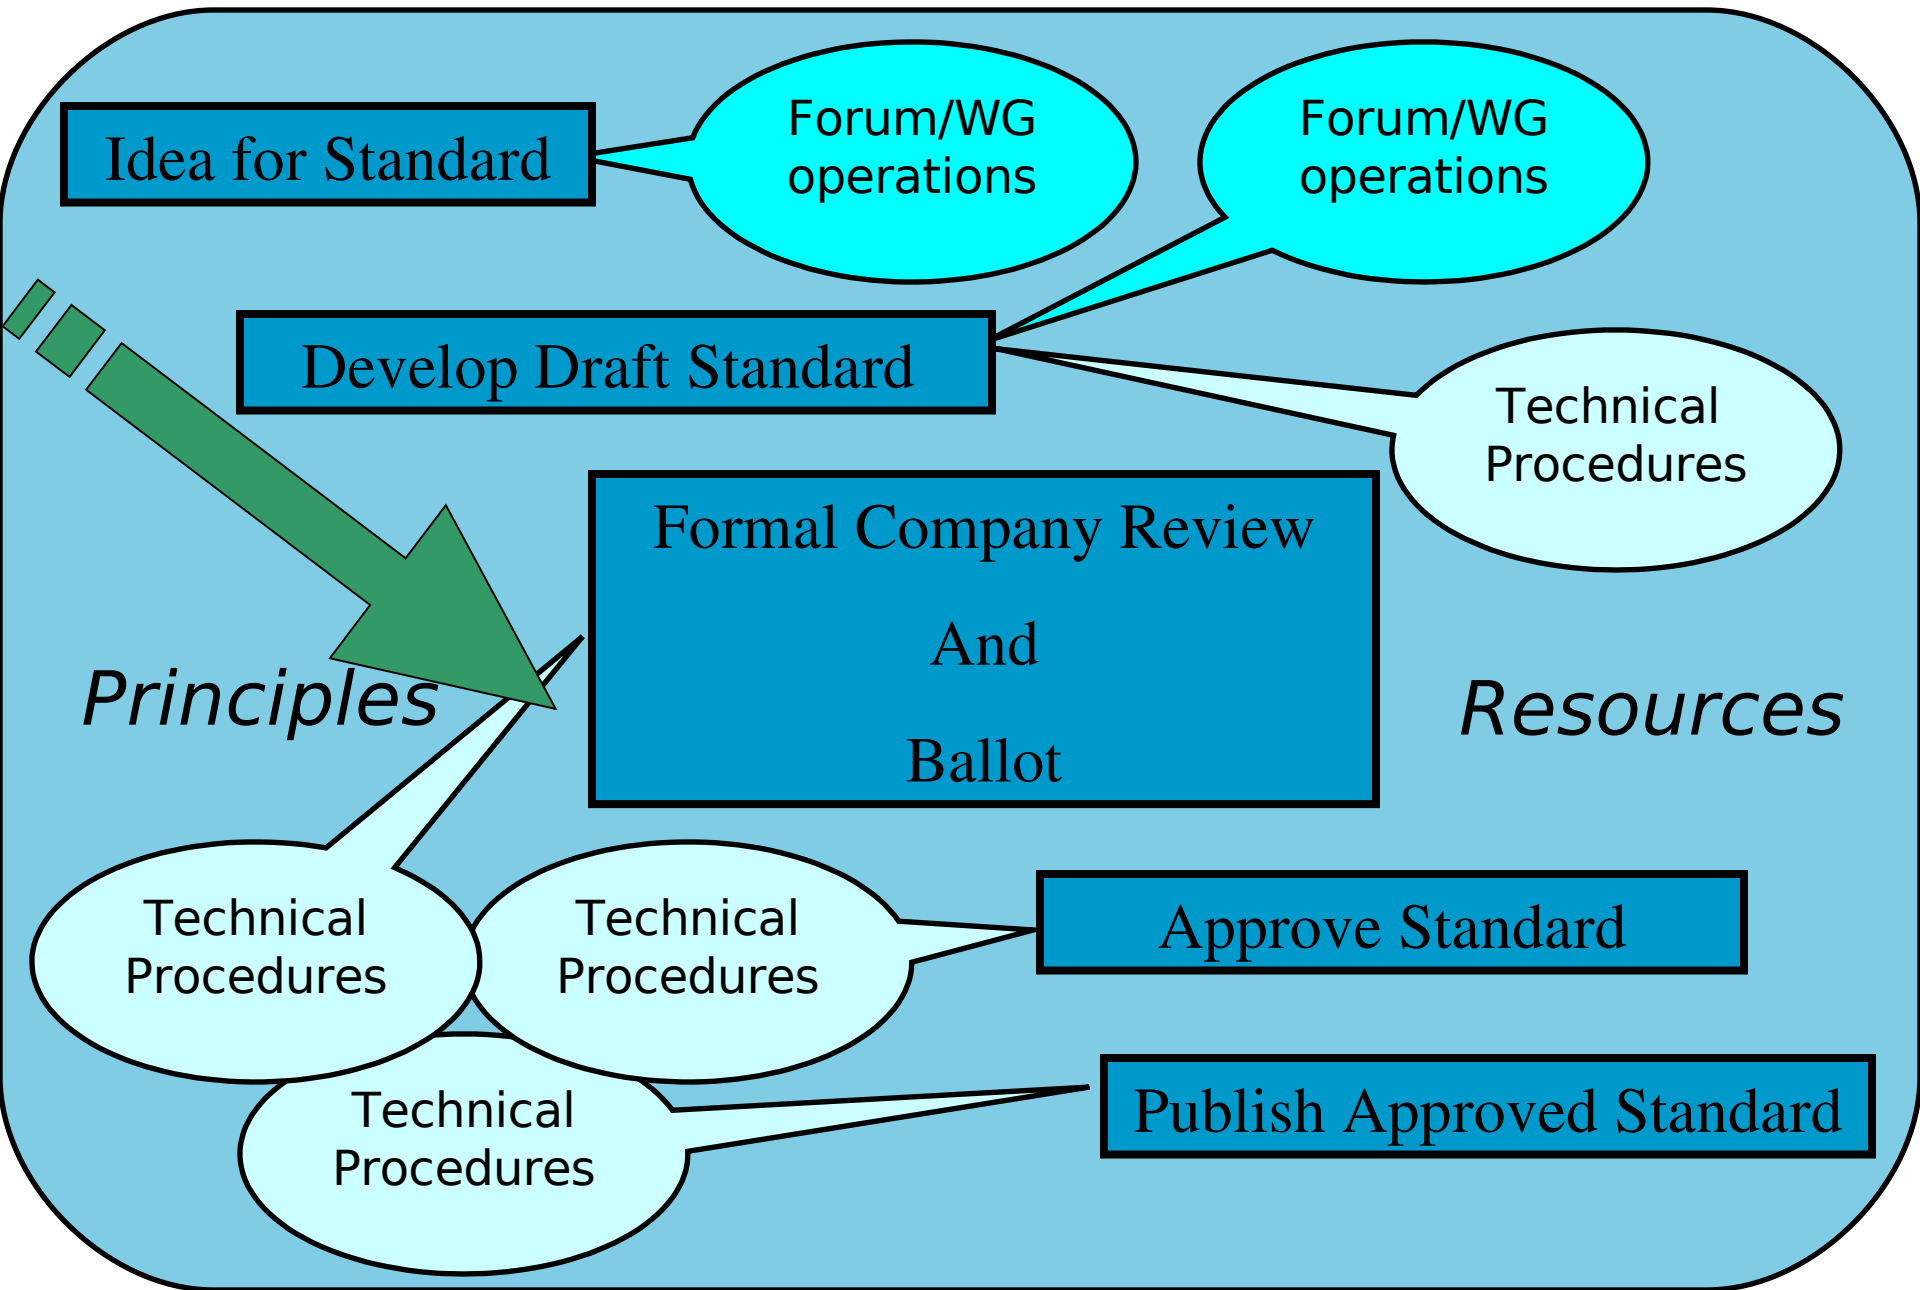 Idea for Standard
Forum/WG
operations
Forum/WG
operations
Develop Draft Standard
Technical
Procedures
Formal Company Review
And
Ballot
Principles
Resources
Technical
Procedures
Technical
Procedures
Approve Standard
Technical
Procedures
Publish Approved Standard